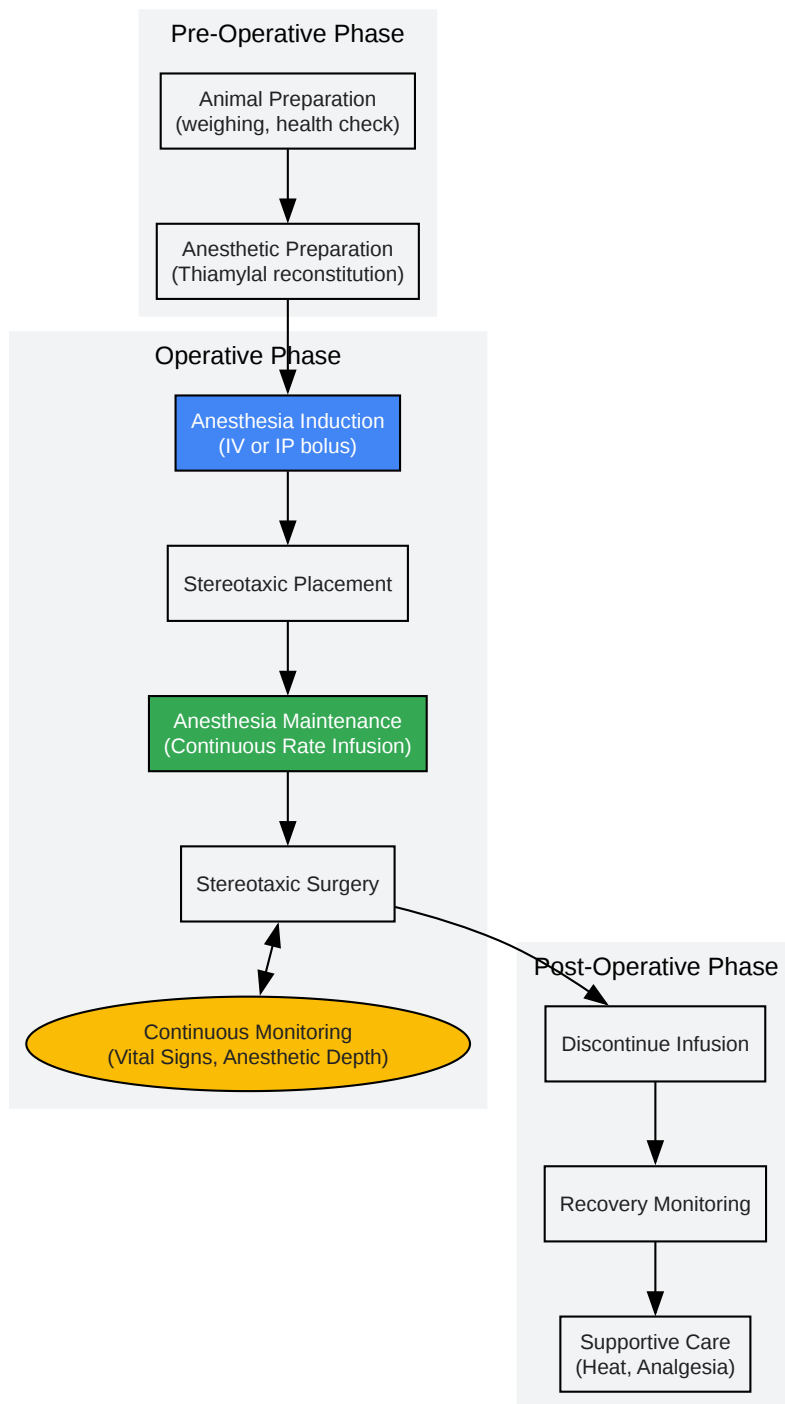 Pre-Operative Phase
Animal Preparation
(weighing, health check)
Anesthetic Preparation
(Thiamylal reconstitution)
Operative Phase
Anesthesia Induction
(IV or IP bolus)
Stereotaxic Placement
Anesthesia Maintenance
(Continuous Rate Infusion)
Stereotaxic Surgery
Continuous Monitoring
(Vital Signs, Anesthetic Depth)
Post-Operative Phase
Discontinue Infusion
Recovery Monitoring
Supportive Care
(Heat, Analgesia)